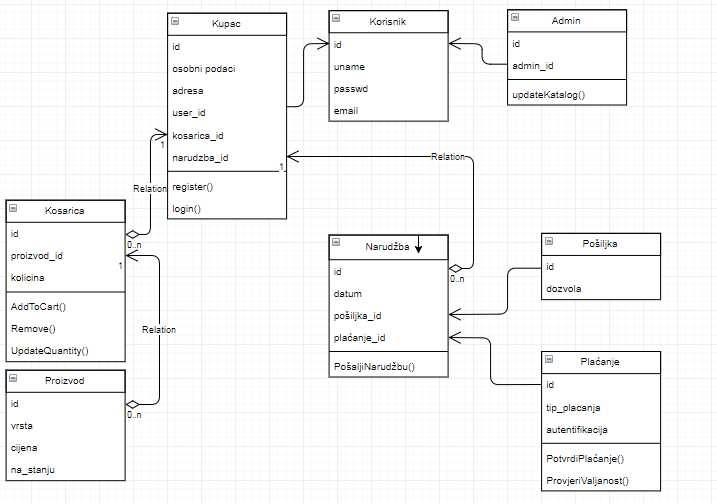 Kupac
id
osobni podaci
adresa
user_id
kosarica_id
narudzba_id
register()
login()
Korisnik
id
uname
passwd
email
Admin
id
admin_id
updateKatalog()
1
Relation
0..n
1
Relation
0..n
Kosarica
id
proizvod_id
kolicina
AddToCart()
Remove()
UpdateQuantity()
1
Relation
0..n
Proizvod
id
vrsta
cijena
na_stanju
Narudžba
id
datum
pošiljka_id
plaćanje_id
PošaljiNarudžbu()
Pošiljka
id
dozvola
Plaćanje
id
tip_placanja
autentifikacija
PotvrdiPlaćanje()
ProvjeriValjanost()